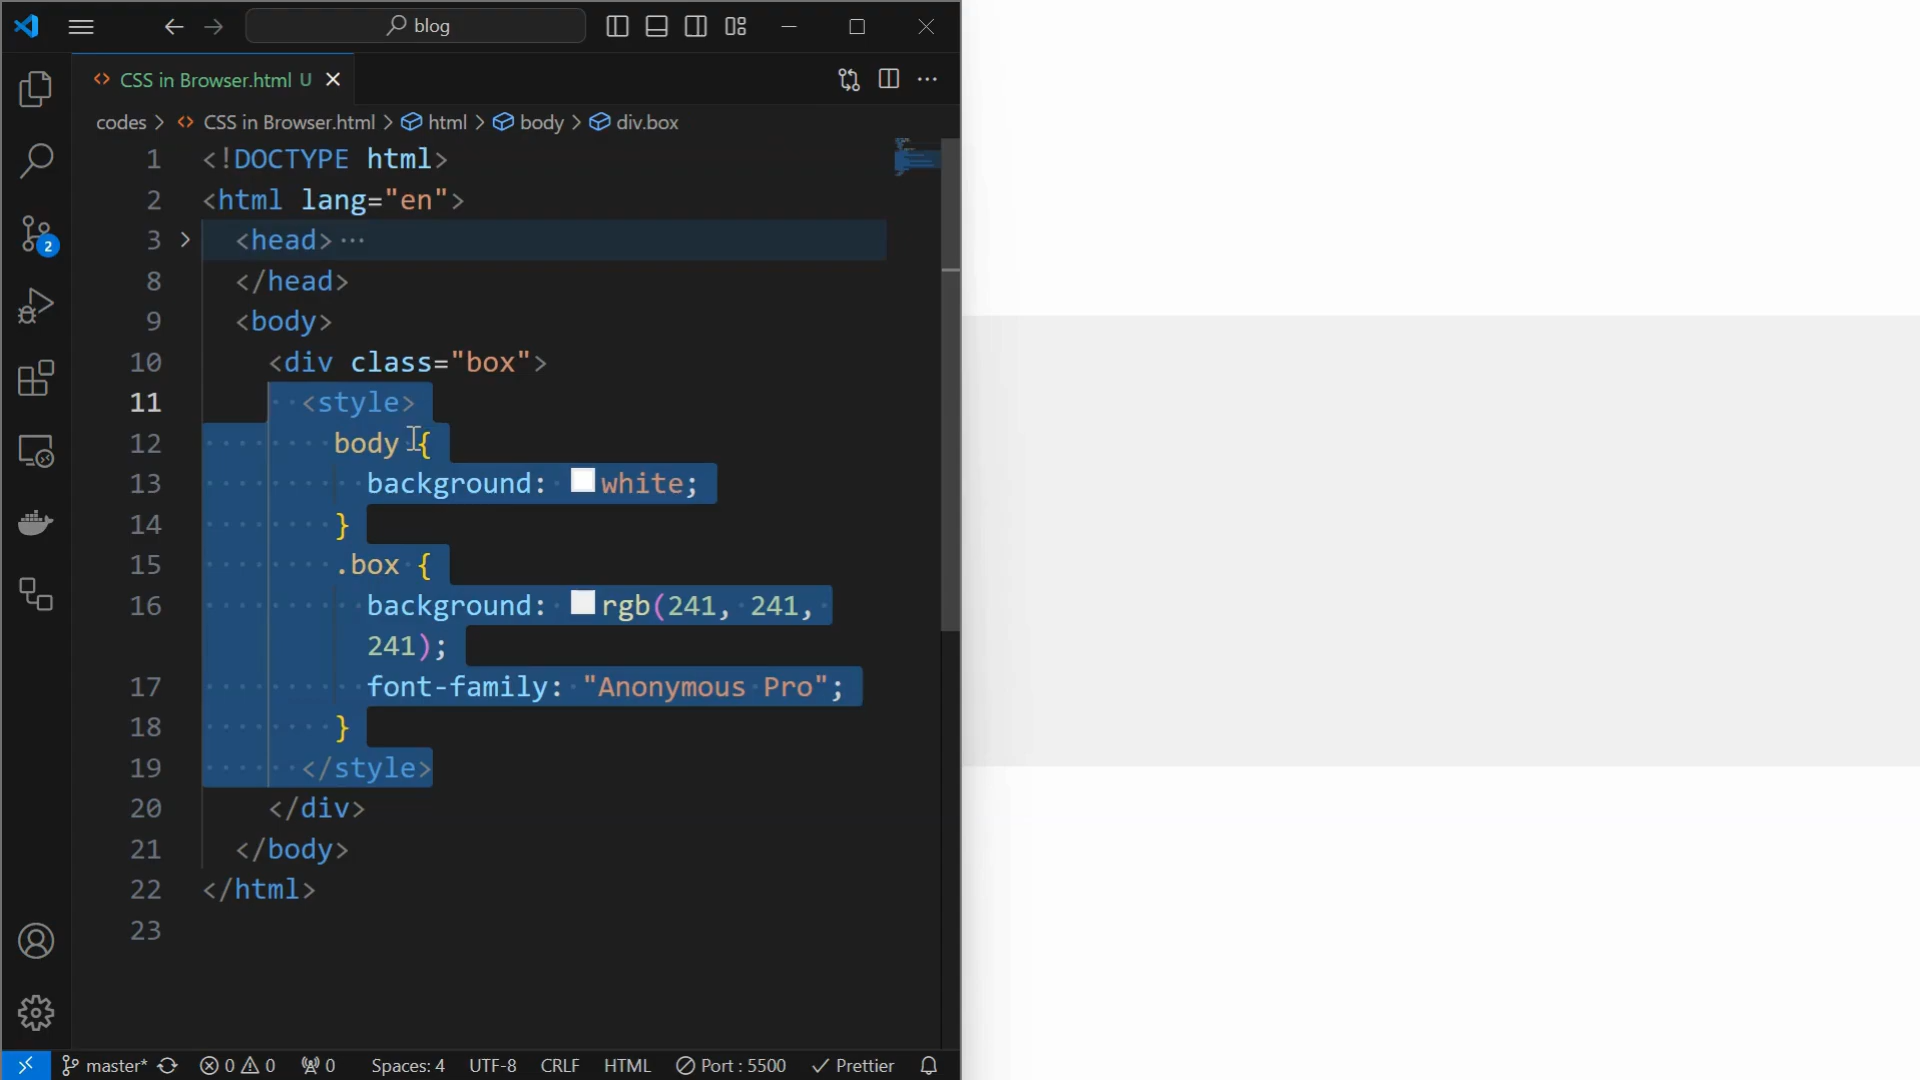 blog
CSS in Browser.html U
codes > CSS in Browser.html > html > body > div.box
1 <!DOCTYPE html>
2 <html lang="en">
3 <head>···
8 </head>
9 <body>
10 <div class="box">
11 <style>
12 body {
13 background: white;
14 }
15 .box {
16 background: rgb(241, 241,
241);
17 font-family: "Anonymous Pro";
18 }
19 </style>
20 </div>
21 </body>
22 </html>
23
2
master* 0 0 0 Spaces: 4 UTF-8 CRLF HTML Port : 5500 Prettier